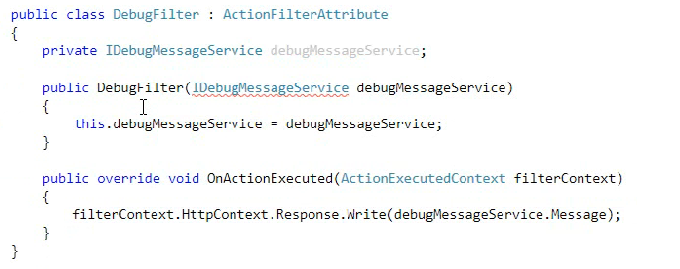 public class DebugFilter : ActionFilterAttribute
{
private IDebugMessageService debugMessageService;
public DebugFilter(IDebugMessageService debugMessageService)
{
this.debugMessageService = debugMessageService;
}
public override void OnActionExecuted(ActionExecutedContext filterContext)
{
filterContext.HttpContext.Response.Write(debugMessageService.Message);
}
}